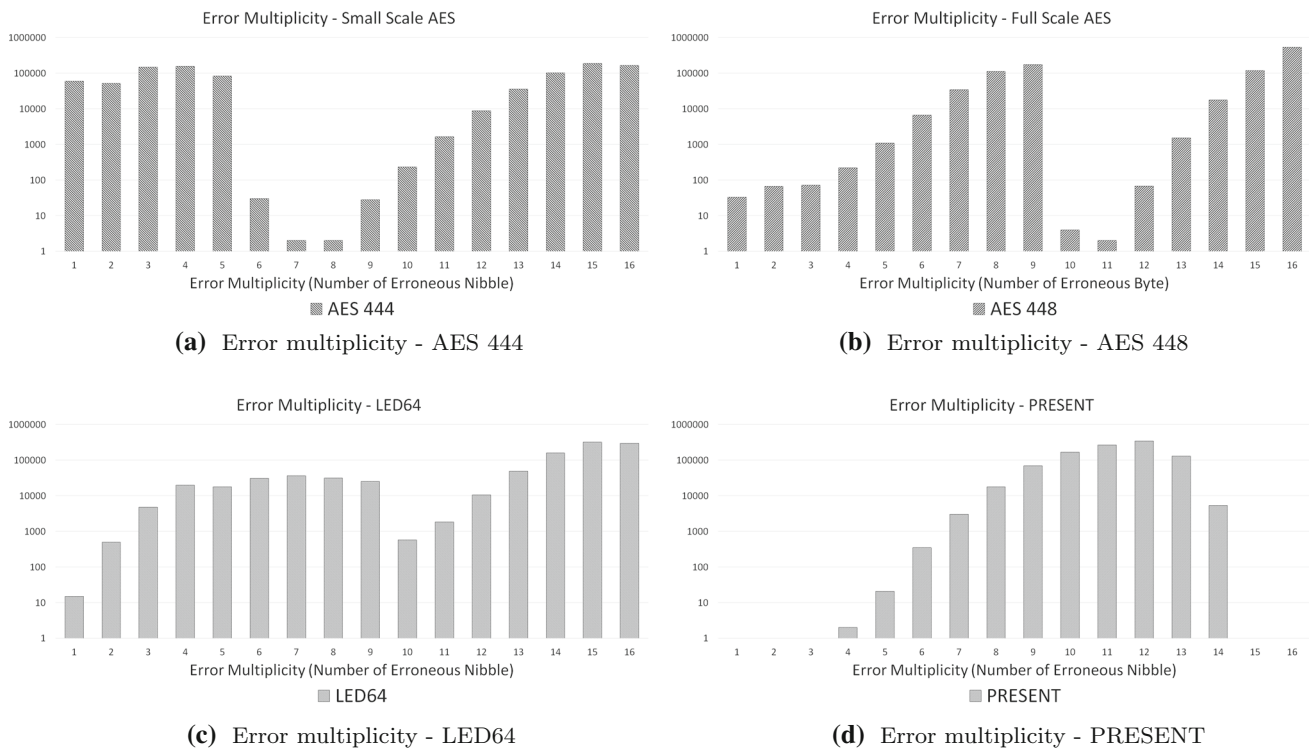 Error Multiplicity - Small Scale AES
1000000
100000
10000
1000
100
10
1
1 2 3 4 5 6 7 8 9 10 11 12 13 14 15 16
Error Multiplicity (Number of Erroneous Nibble)
AES 444
(a) Error multiplicity - AES 444
Error Multiplicity - Full Scale AES
1000000
100000
10000
1000
100
10
1
1 2 3 4 5 6 7 8 9 10 11 12 13 14 15 16
Error Multiplicity (Number of Erroneous Byte)
AES 448
(b) Error multiplicity - AES 448
Error Multiplicity - LED64
1000000
100000
10000
1000
100
10
1
1 2 3 4 5 6 7 8 9 10 11 12 13 14 15 16
Error Multiplicity (Number of Erroneous Nibble)
LED64
(c) Error multiplicity - LED64
Error Multiplicity - PRESENT
1000000
100000
10000
1000
100
10
1
1 2 3 4 5 6 7 8 9 10 11 12 13 14 15 16
Error Multiplicity (Number of Erroneous Nibble)
PRESENT
(d) Error multiplicity - PRESENT